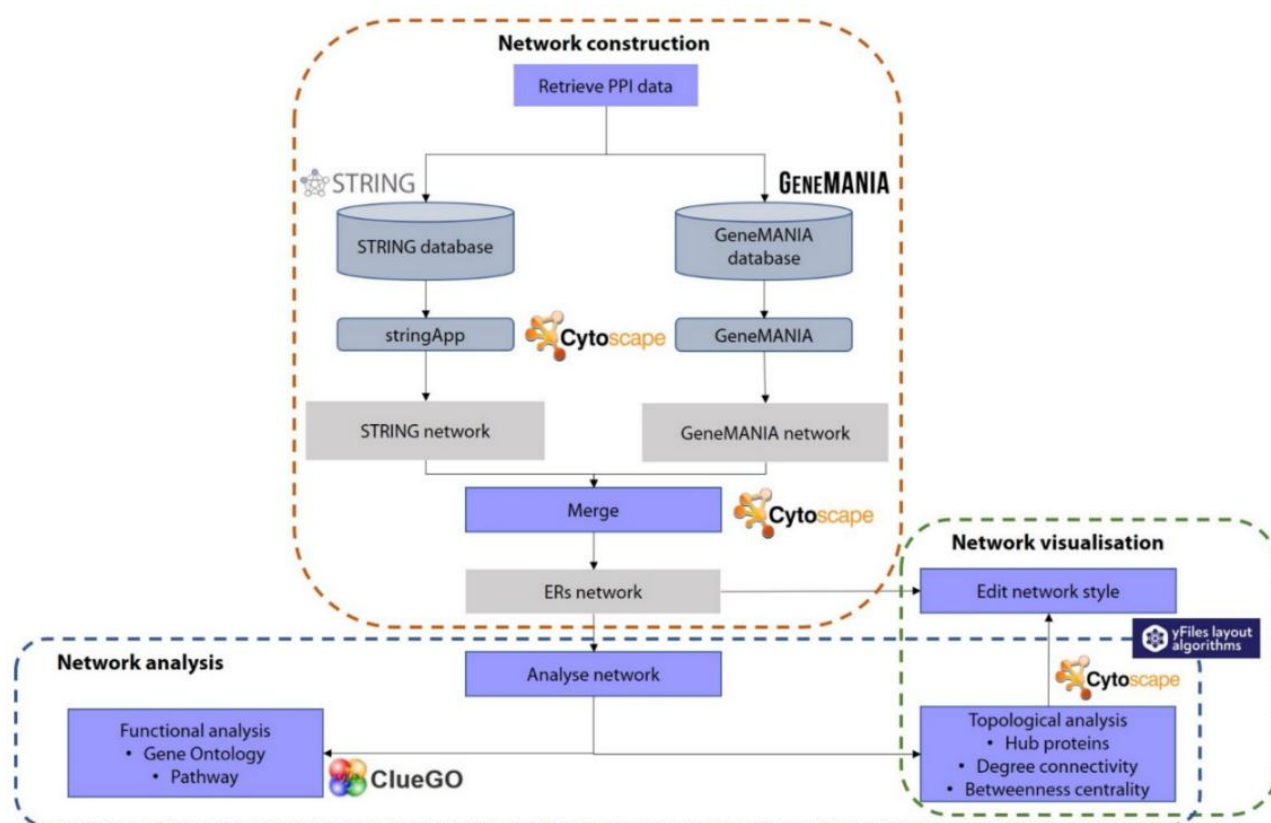 Network construction
Retrieve PPI data
STRING
GENEMANIA
STRING database
GeneMANIA
database
stringApp
Cytoscape
GeneMANIA
STRING network
GeneMANIA network
Merge
Cytoscape
Network visualisation
ERs network
Edit network style
yFiles layout
algorithms
Network analysis
Analyse network
Cytoscape
Functional analysis
• Gene Ontology
• Pathway
ClueGO
Topological analysis
• Hub proteins
• Degree connectivity
• Betweenness centrality